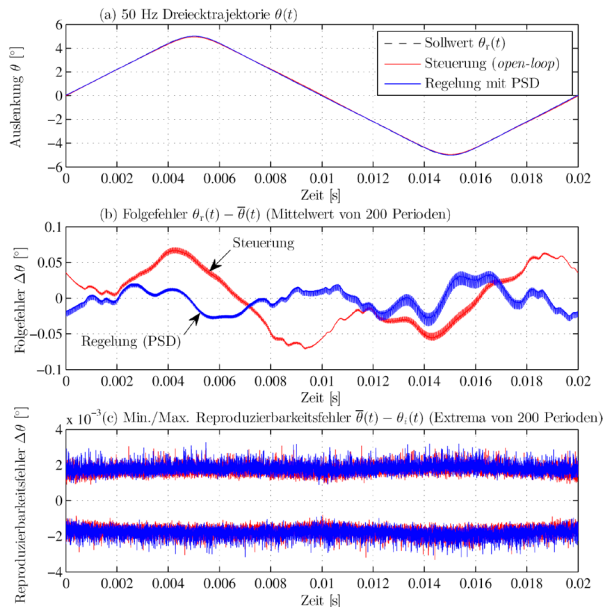 (a) 50 Hz Dreiecktrajektorie θ(t)
Auslenkung θ [°]
6
4
2
0
-2
-4
-6
Sollwert θr(t)
Steuerung (open-loop)
Regelung mit PSD
0 0.002 0.004 0.006 0.008 0.01 0.012 0.014 0.016 0.018 0.02
Zeit [s]
(b) Folgefehler θr(t) − θ̅(t) (Mittelwert von 200 Perioden)
Folgefehler Δθ [°]
0.1
0.05
0
-0.05
-0.1
Steuerung
Regelung (PSD)
0 0.002 0.004 0.006 0.008 0.01 0.012 0.014 0.016 0.018 0.02
Zeit [s]
x 10⁻³ (c) Min./Max. Reproduzierbarkeitsfehler θ̅(t) − θi(t) (Extrema von 200 Perioden)
Reproduzierbarkeitsfehler Δθ [°]
4
2
0
-2
-4
0 0.002 0.004 0.006 0.008 0.01 0.012 0.014 0.016 0.018 0.02
Zeit [s]